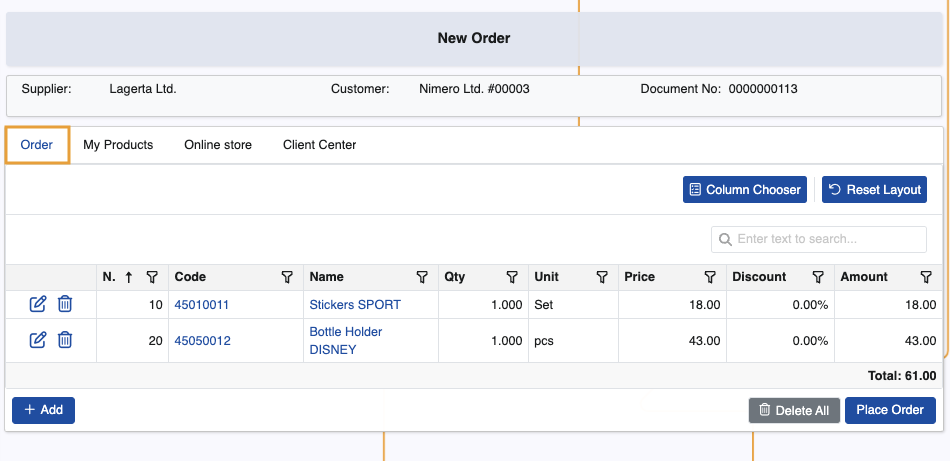 New Order
Supplier: Lagerta Ltd. Customer: Nimero Ltd. #00003 Document No: 0000000113
Order My Products Online store Client Center
Column Chooser Reset Layout
Enter text to search...
N. Code Name Qty Unit Price Discount Amount
10 45010011 Stickers SPORT 1.000 Set 18.00 0.00% 18.00
20 45050012 Bottle Holder DISNEY 1.000 pcs 43.00 0.00% 43.00
Total: 61.00
+ Add Delete All Place Order